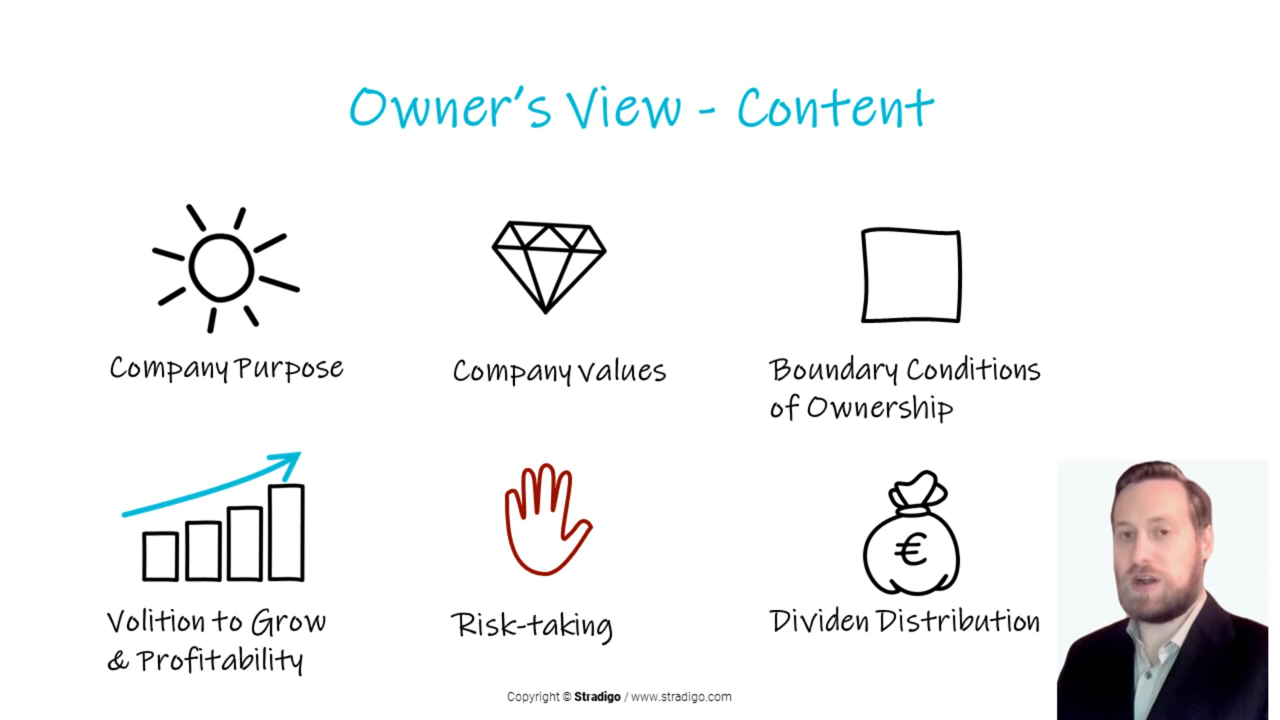 Owner's View - Content
Company Purpose
Company values
Boundary Conditions
of Ownership
€
Volition to Grow
& Profitability
Risk-taking
Dividen Distribution
Copyright © Stradigo / www.stradigo.com